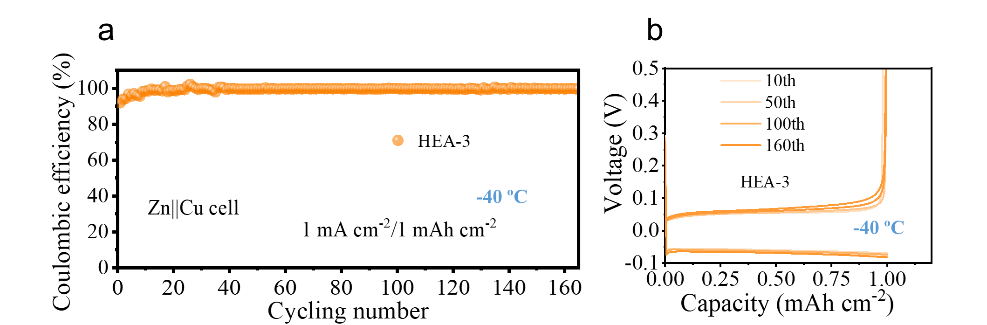 a
Coulombic efficiency (%)
100
80
60
40
20
0
HEA-3
-40 ºC
Zn||Cu cell
1 mA cm-2/1 mAh cm-2
0 20 40 60 80 100 120 140 160
Cycling number
b
Voltage (V)
0.5
0.4
0.3
0.2
0.1
0.0
-0.1
10th
50th
100th
160th
HEA-3
-40 ºC
0.00 0.25 0.50 0.75 1.00
Capacity (mAh cm-2)